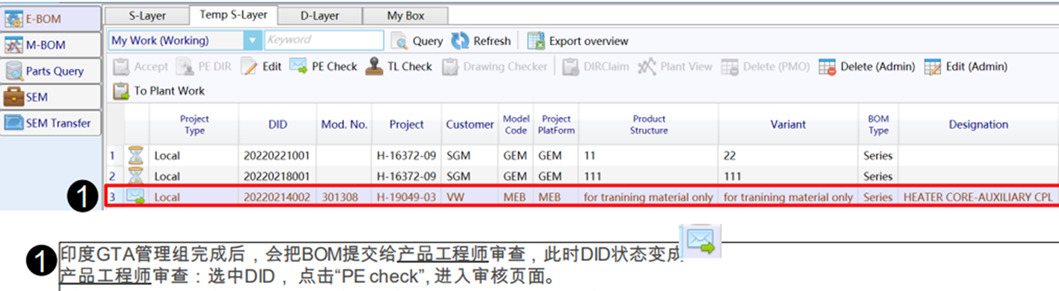 E-BOM
M-BOM
Parts Query
SEM
SEM Transfer
S-Layer Temp S-Layer D-Layer My Box
My Work (Working) Keyword Query Refresh Export overview
Accept PE DIR Edit PE Check TL Check Drawing Checker DIRClaim Plant View Delete (PMO) Delete (Admin) Edit (Admin)
To Plant Work
Project Type DID Mod. No. Project Customer Model Code Project PlatForm Product Structure Variant BOM Type Designation
1 Local 20220221001 H-16372-09 SGM GEM GEM 11 22 Series
2 Local 20220218001 H-16372-09 SGM GEM GEM 111 111 Series
3 Local 20220214002 301308 H-19049-03 VW MEB MEB for tranining material only for tranining material only Series HEATER CORE-AUXILIARY CPL
1
1 印度GTA管理组完成后，会把BOM提交给产品工程师审查，此时DID状态变成
产品工程师审查：选中DID， 点击“PE check”, 进入审核页面。